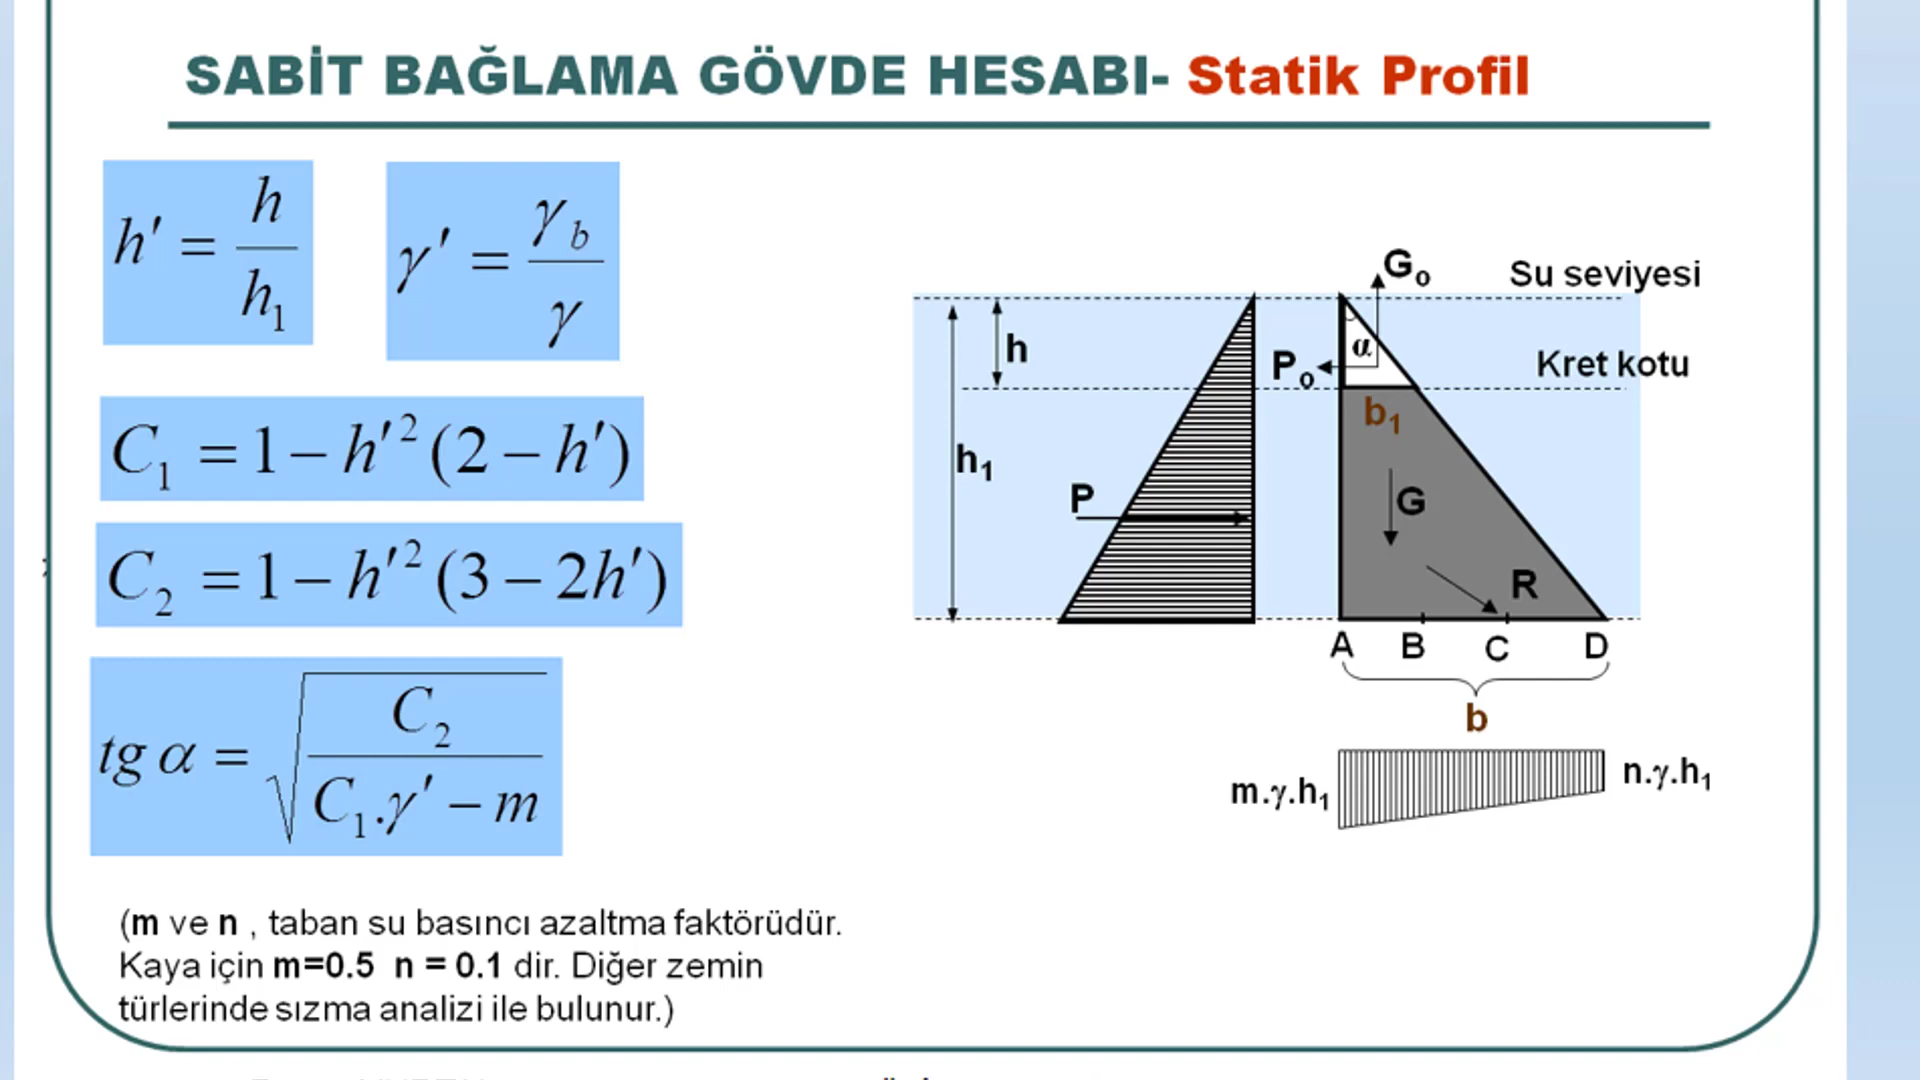 SABİT BAĞLAMA GÖVDE HESABI- Statik Profil
h′ = h / h₁
γ′ = γ_b / γ
C₁ = 1 − h′² (2 − h′)
C₂ = 1 − h′² (3 − 2h′)
tg α = √(C₂ / (C₁.γ′ − m))
(m ve n , taban su basıncı azaltma faktörüdür.
Kaya için m=0.5 n = 0.1 dir. Diğer zemin
türlerinde sızma analizi ile bulunur.)
G₀
Su seviyesi
h
α
P₀
Kret kotu
b₁
h₁
P
G
R
A B C D
b
m.γ.h₁
n.γ.h₁